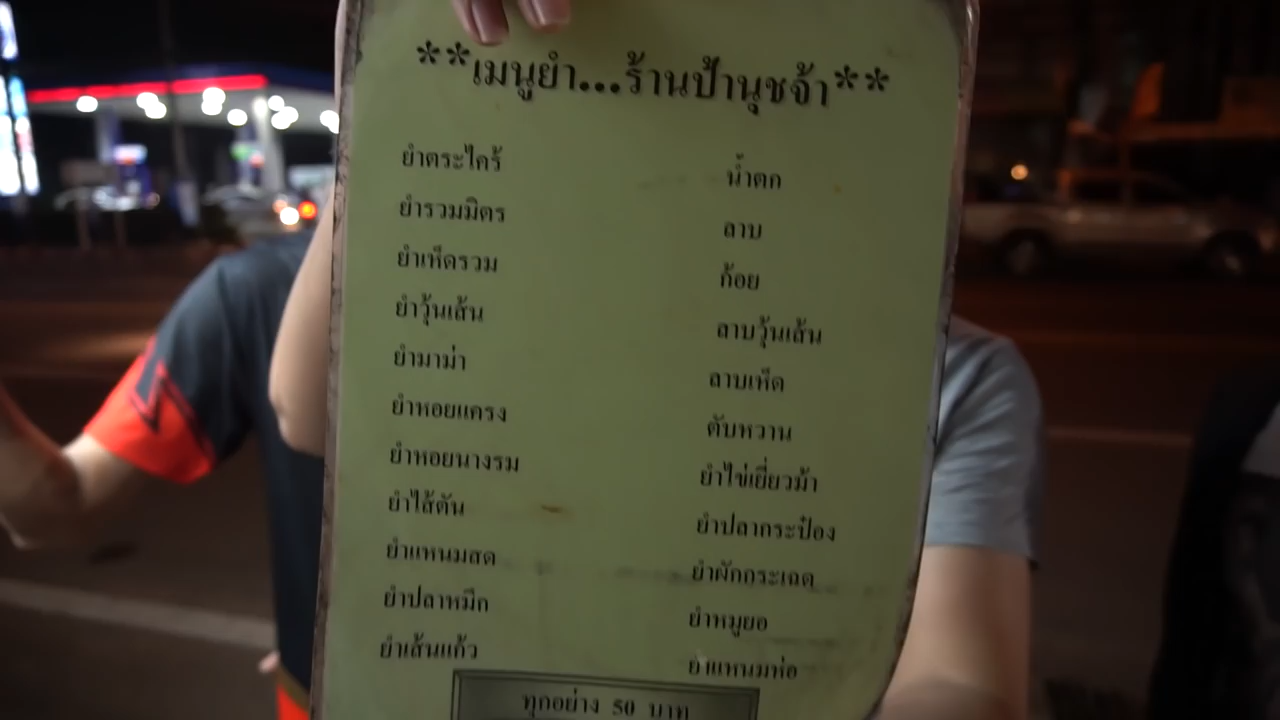 **เมนูยำ...ร้านป้านุชจ้า**
ยำตระไคร้
ยำรวมมิตร
ยำเห็ดรวม
ยำวุ้นเส้น
ยำมาม่า
ยำหอยแครง
ยำหอยนางรม
ยำไส้ตัน
ยำแหนมสด
ยำปลาหมึก
ยำเส้นแก้ว
น้ำตก
ลาบ
ก้อย
ลาบวุ้นเส้น
ลาบเห็ด
ตับหวาน
ยำไข่เยี่ยวม้า
ยำปลากระป๋อง
ยำผักกระเฉด
ยำหมูยอ
ยำแหนมห่อ
ทุกอย่าง 50 บาท